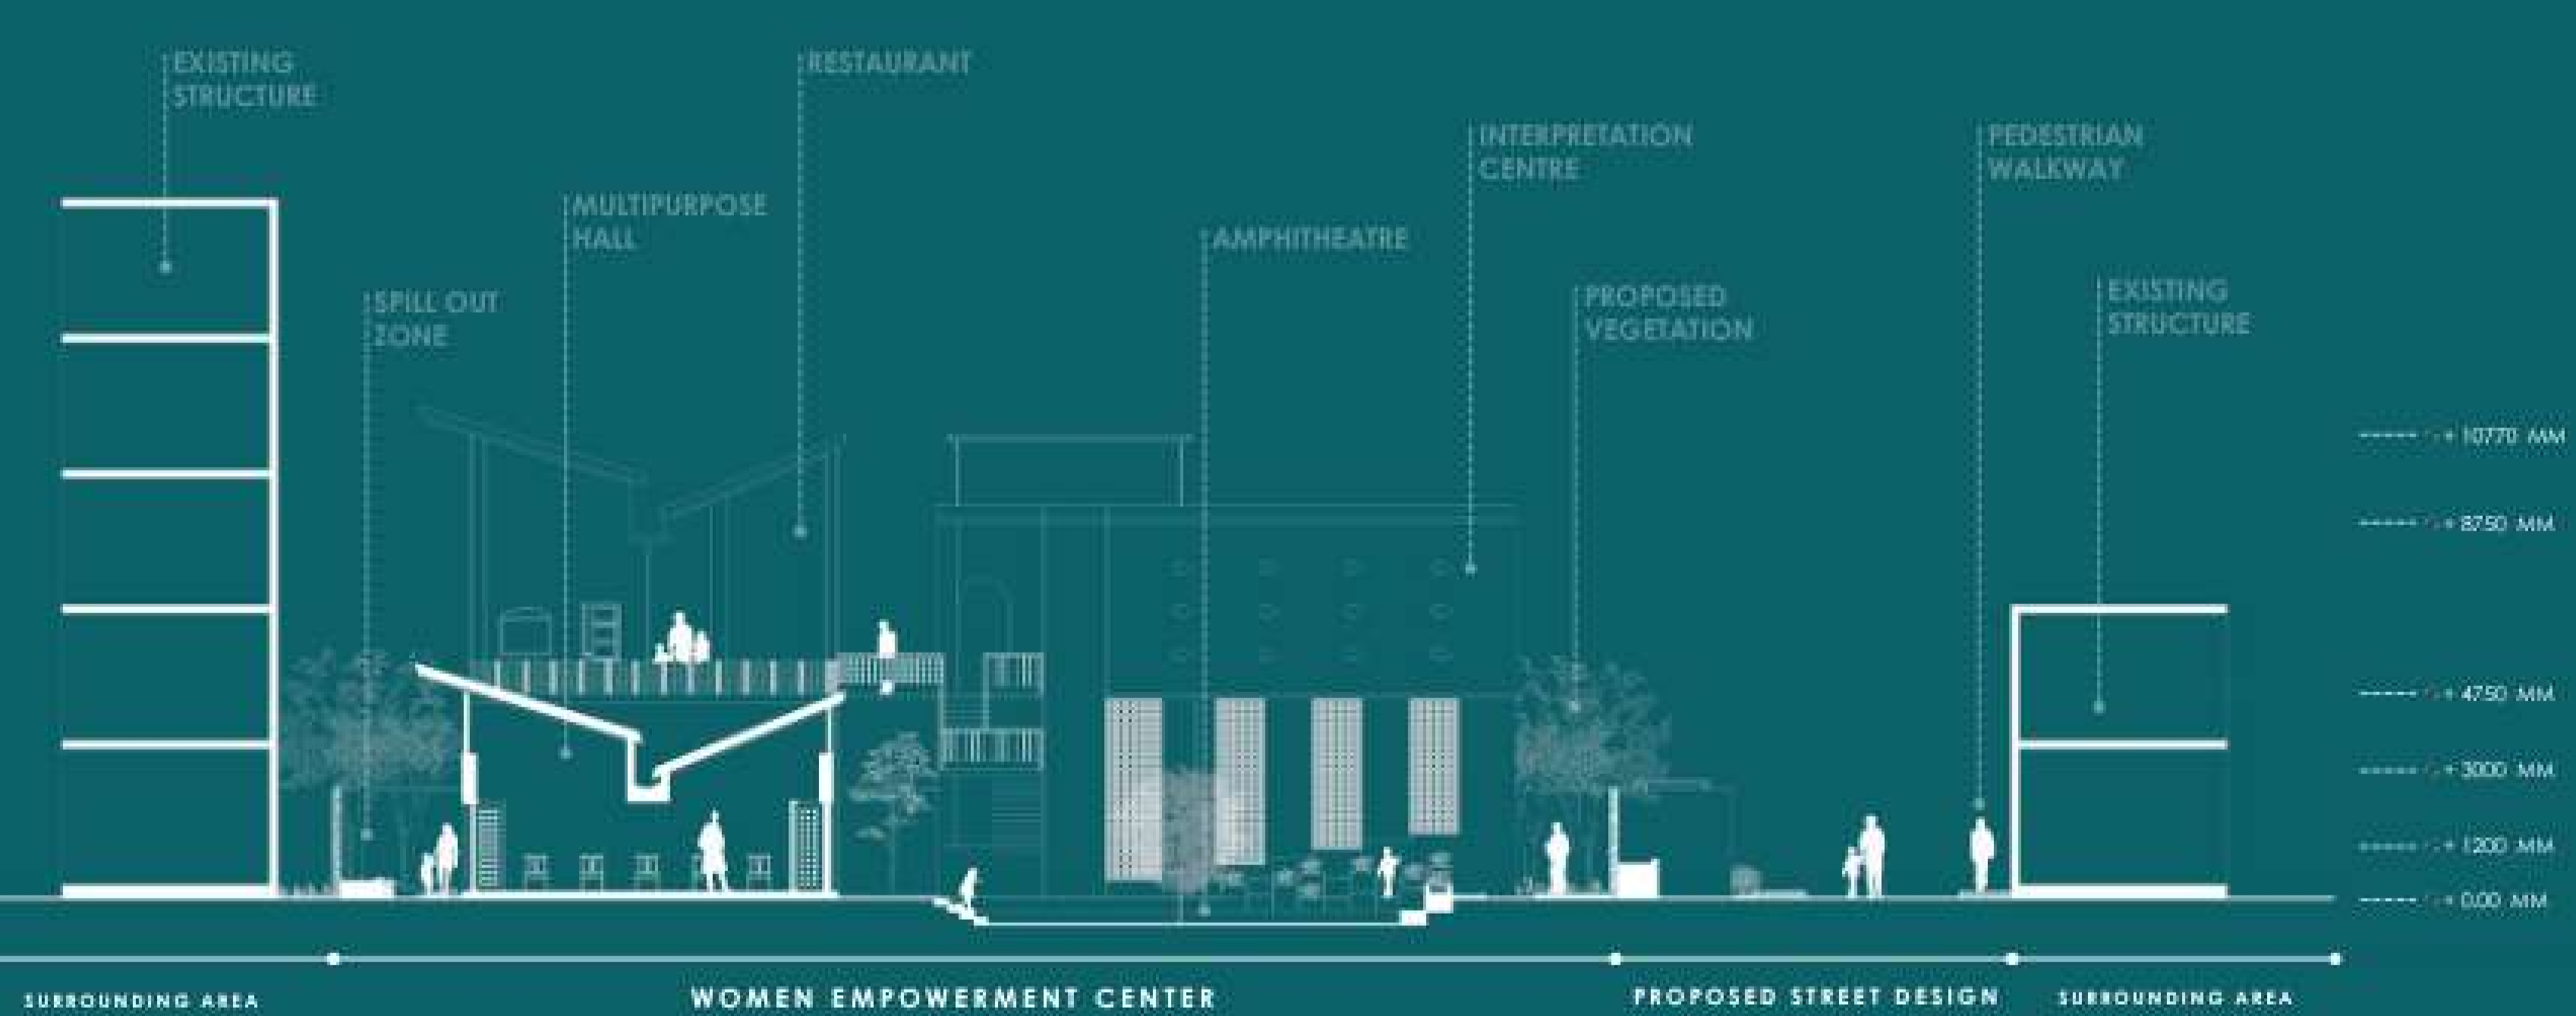 EXISTING
STRUCTURE
RESTAURANT
INTERPRETATION
CENTRE
PEDESTRIAN
WALKWAY
MULTIPURPOSE
HALL
AMPHITHEATRE
SPILL OUT
ZONE
PROPOSED
VEGETATION
EXISTING
STRUCTURE
+ 10770 MM
+ 8750 MM
+ 4750 MM
+ 3000 MM
+ 1200 MM
+ 0.00 MM
SURROUNDING AREA
WOMEN EMPOWERMENT CENTER
PROPOSED STREET DESIGN
SURROUNDING AREA